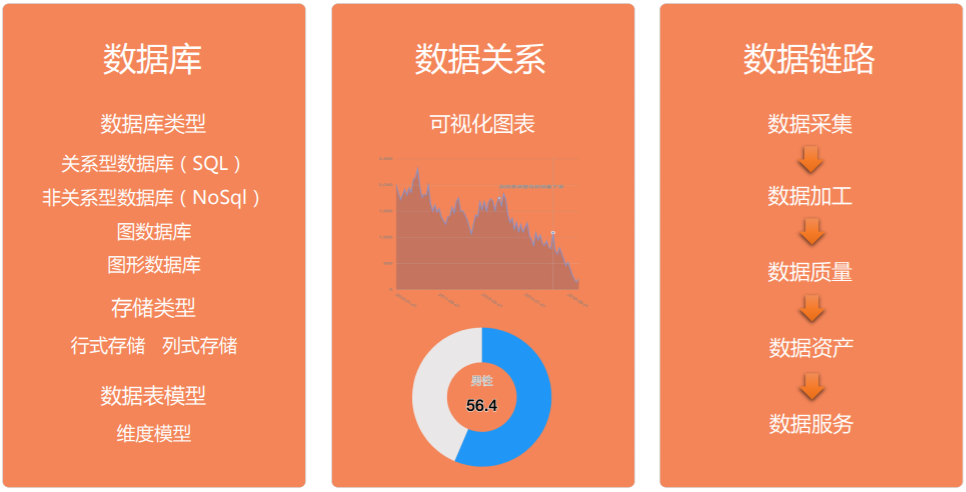 数据库
数据库类型
关系型数据库（SQL）
非关系型数据库（NoSql）
图数据库
图形数据库
存储类型
行式存储 列式存储
数据表模型
维度模型
数据关系
可视化图表
56.4
数据链路
数据采集
数据加工
数据质量
数据资产
数据服务